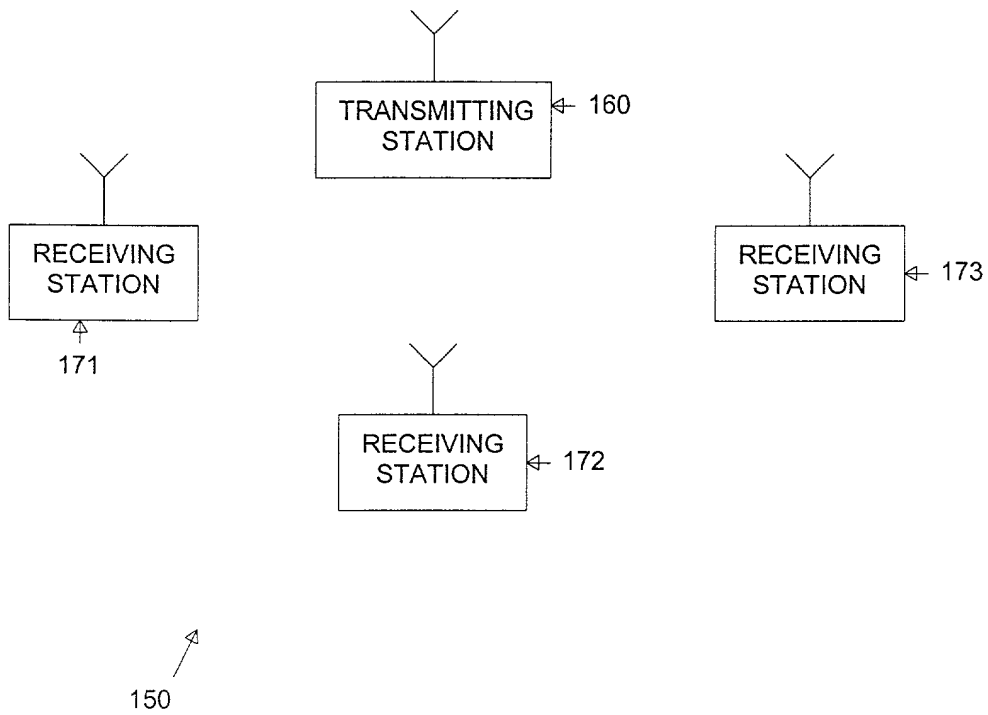 TRANSMITTING
STATION
160
RECEIVING
STATION
171
RECEIVING
STATION
173
RECEIVING
STATION
172
150